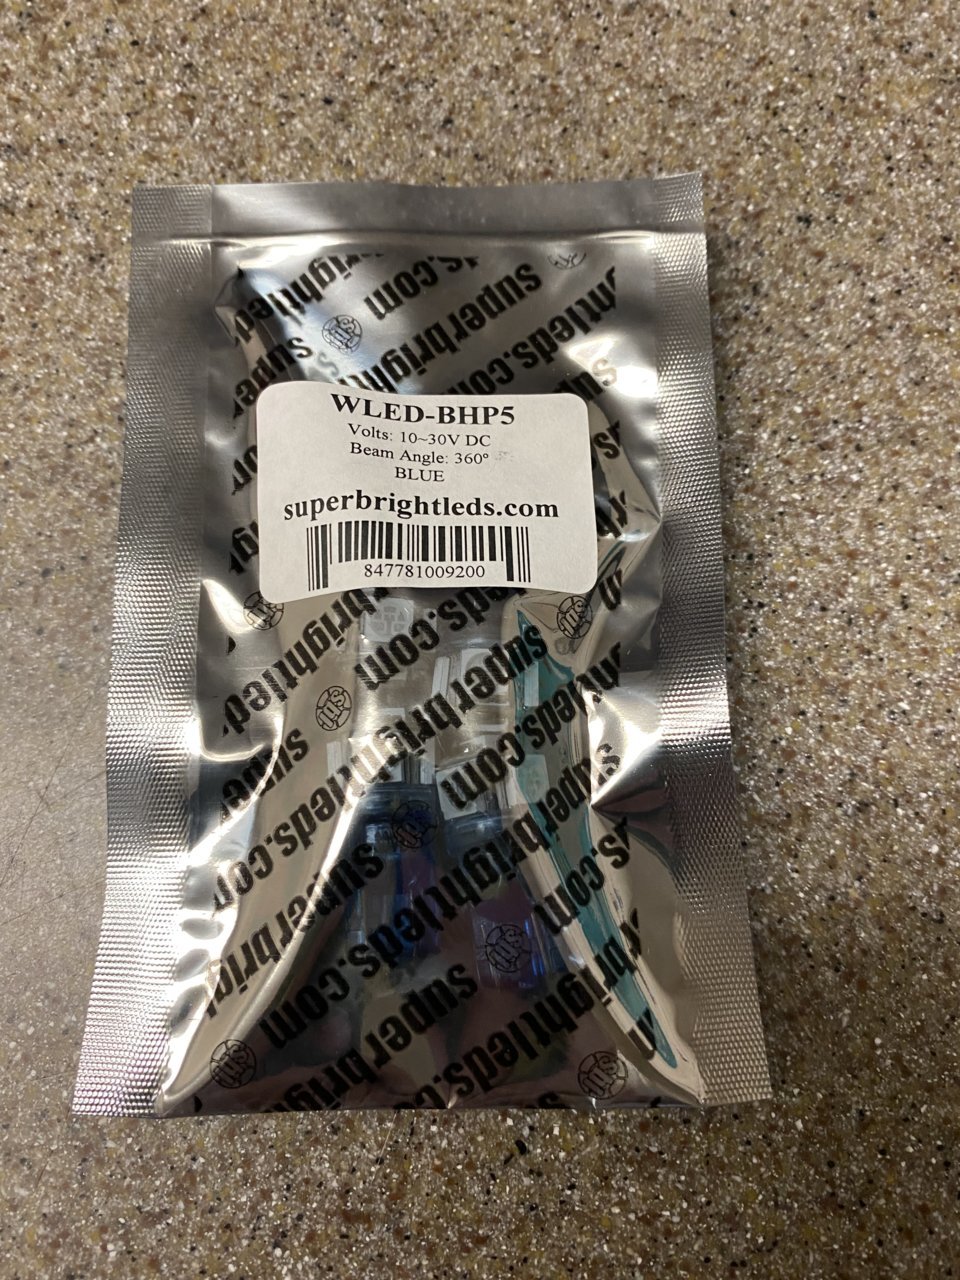 WLED-BHP5
Volts: 10~30V DC
Beam Angle: 360°
BLUE
superbrightleds.com
847781009200
superbrightleds.com
superbrightleds.com
superbrightleds.com